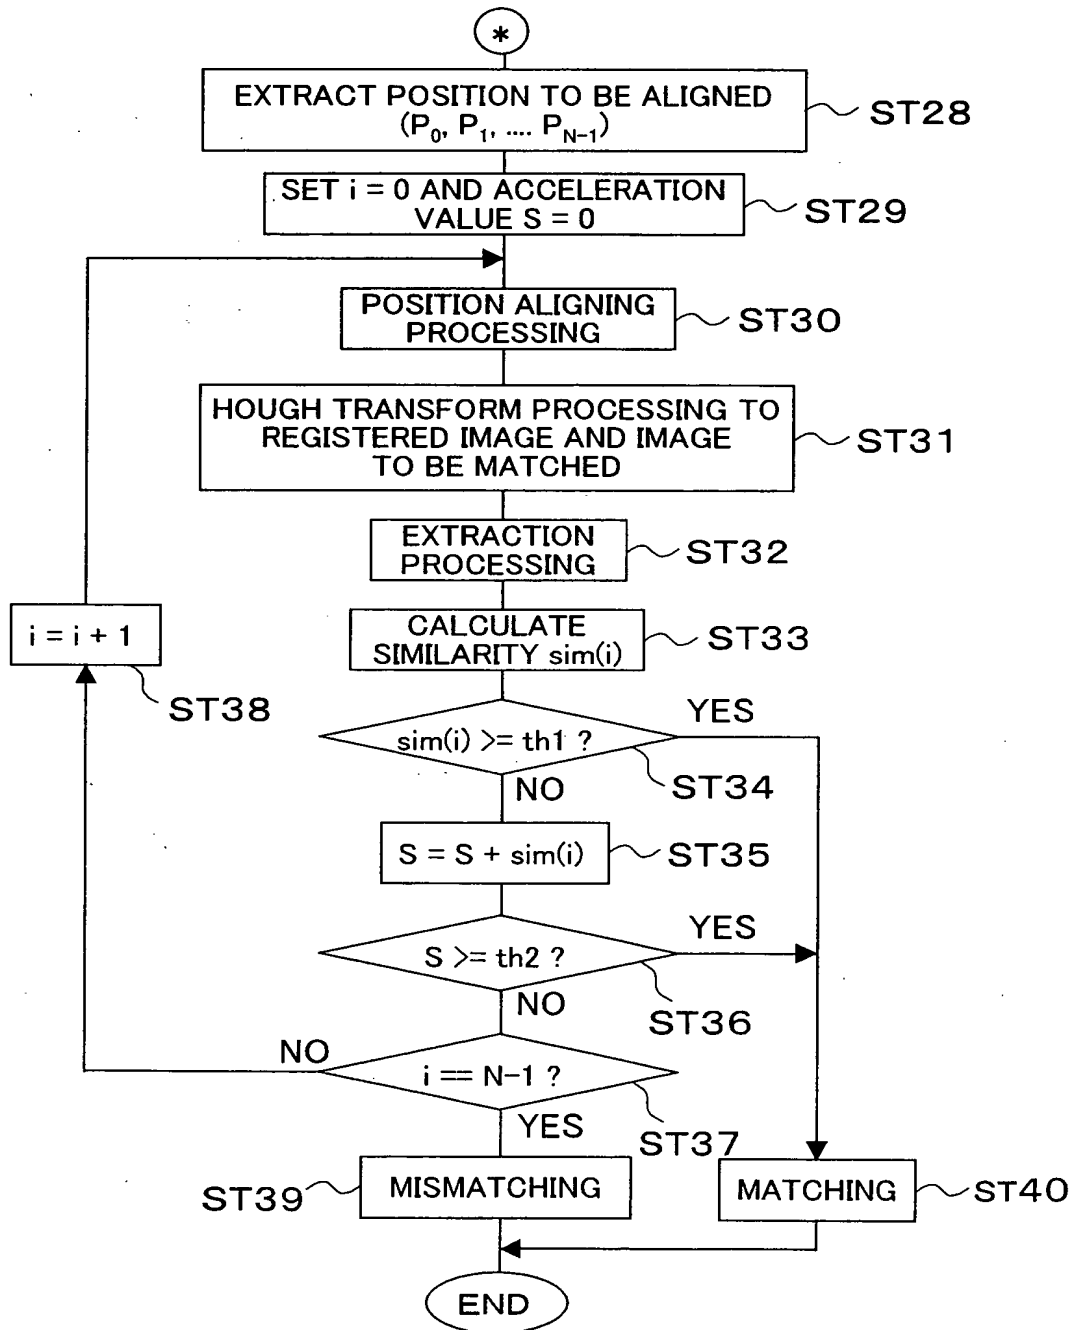 *
EXTRACT POSITION TO BE ALIGNED
(P₀, P₁, .... P_N-1)
ST28
SET i = 0 AND ACCELERATION
VALUE S = 0
ST29
POSITION ALIGNING
PROCESSING
ST30
HOUGH TRANSFORM PROCESSING TO
REGISTERED IMAGE AND IMAGE
TO BE MATCHED
ST31
EXTRACTION
PROCESSING
ST32
CALCULATE
SIMILARITY sim(i)
ST33
i = i + 1
ST38
sim(i) >= th1 ?
YES
ST34
NO
S = S + sim(i)
ST35
S >= th2 ?
YES
ST36
NO
i == N-1 ?
NO
ST37
YES
MISMATCHING
ST39
MATCHING
ST40
END